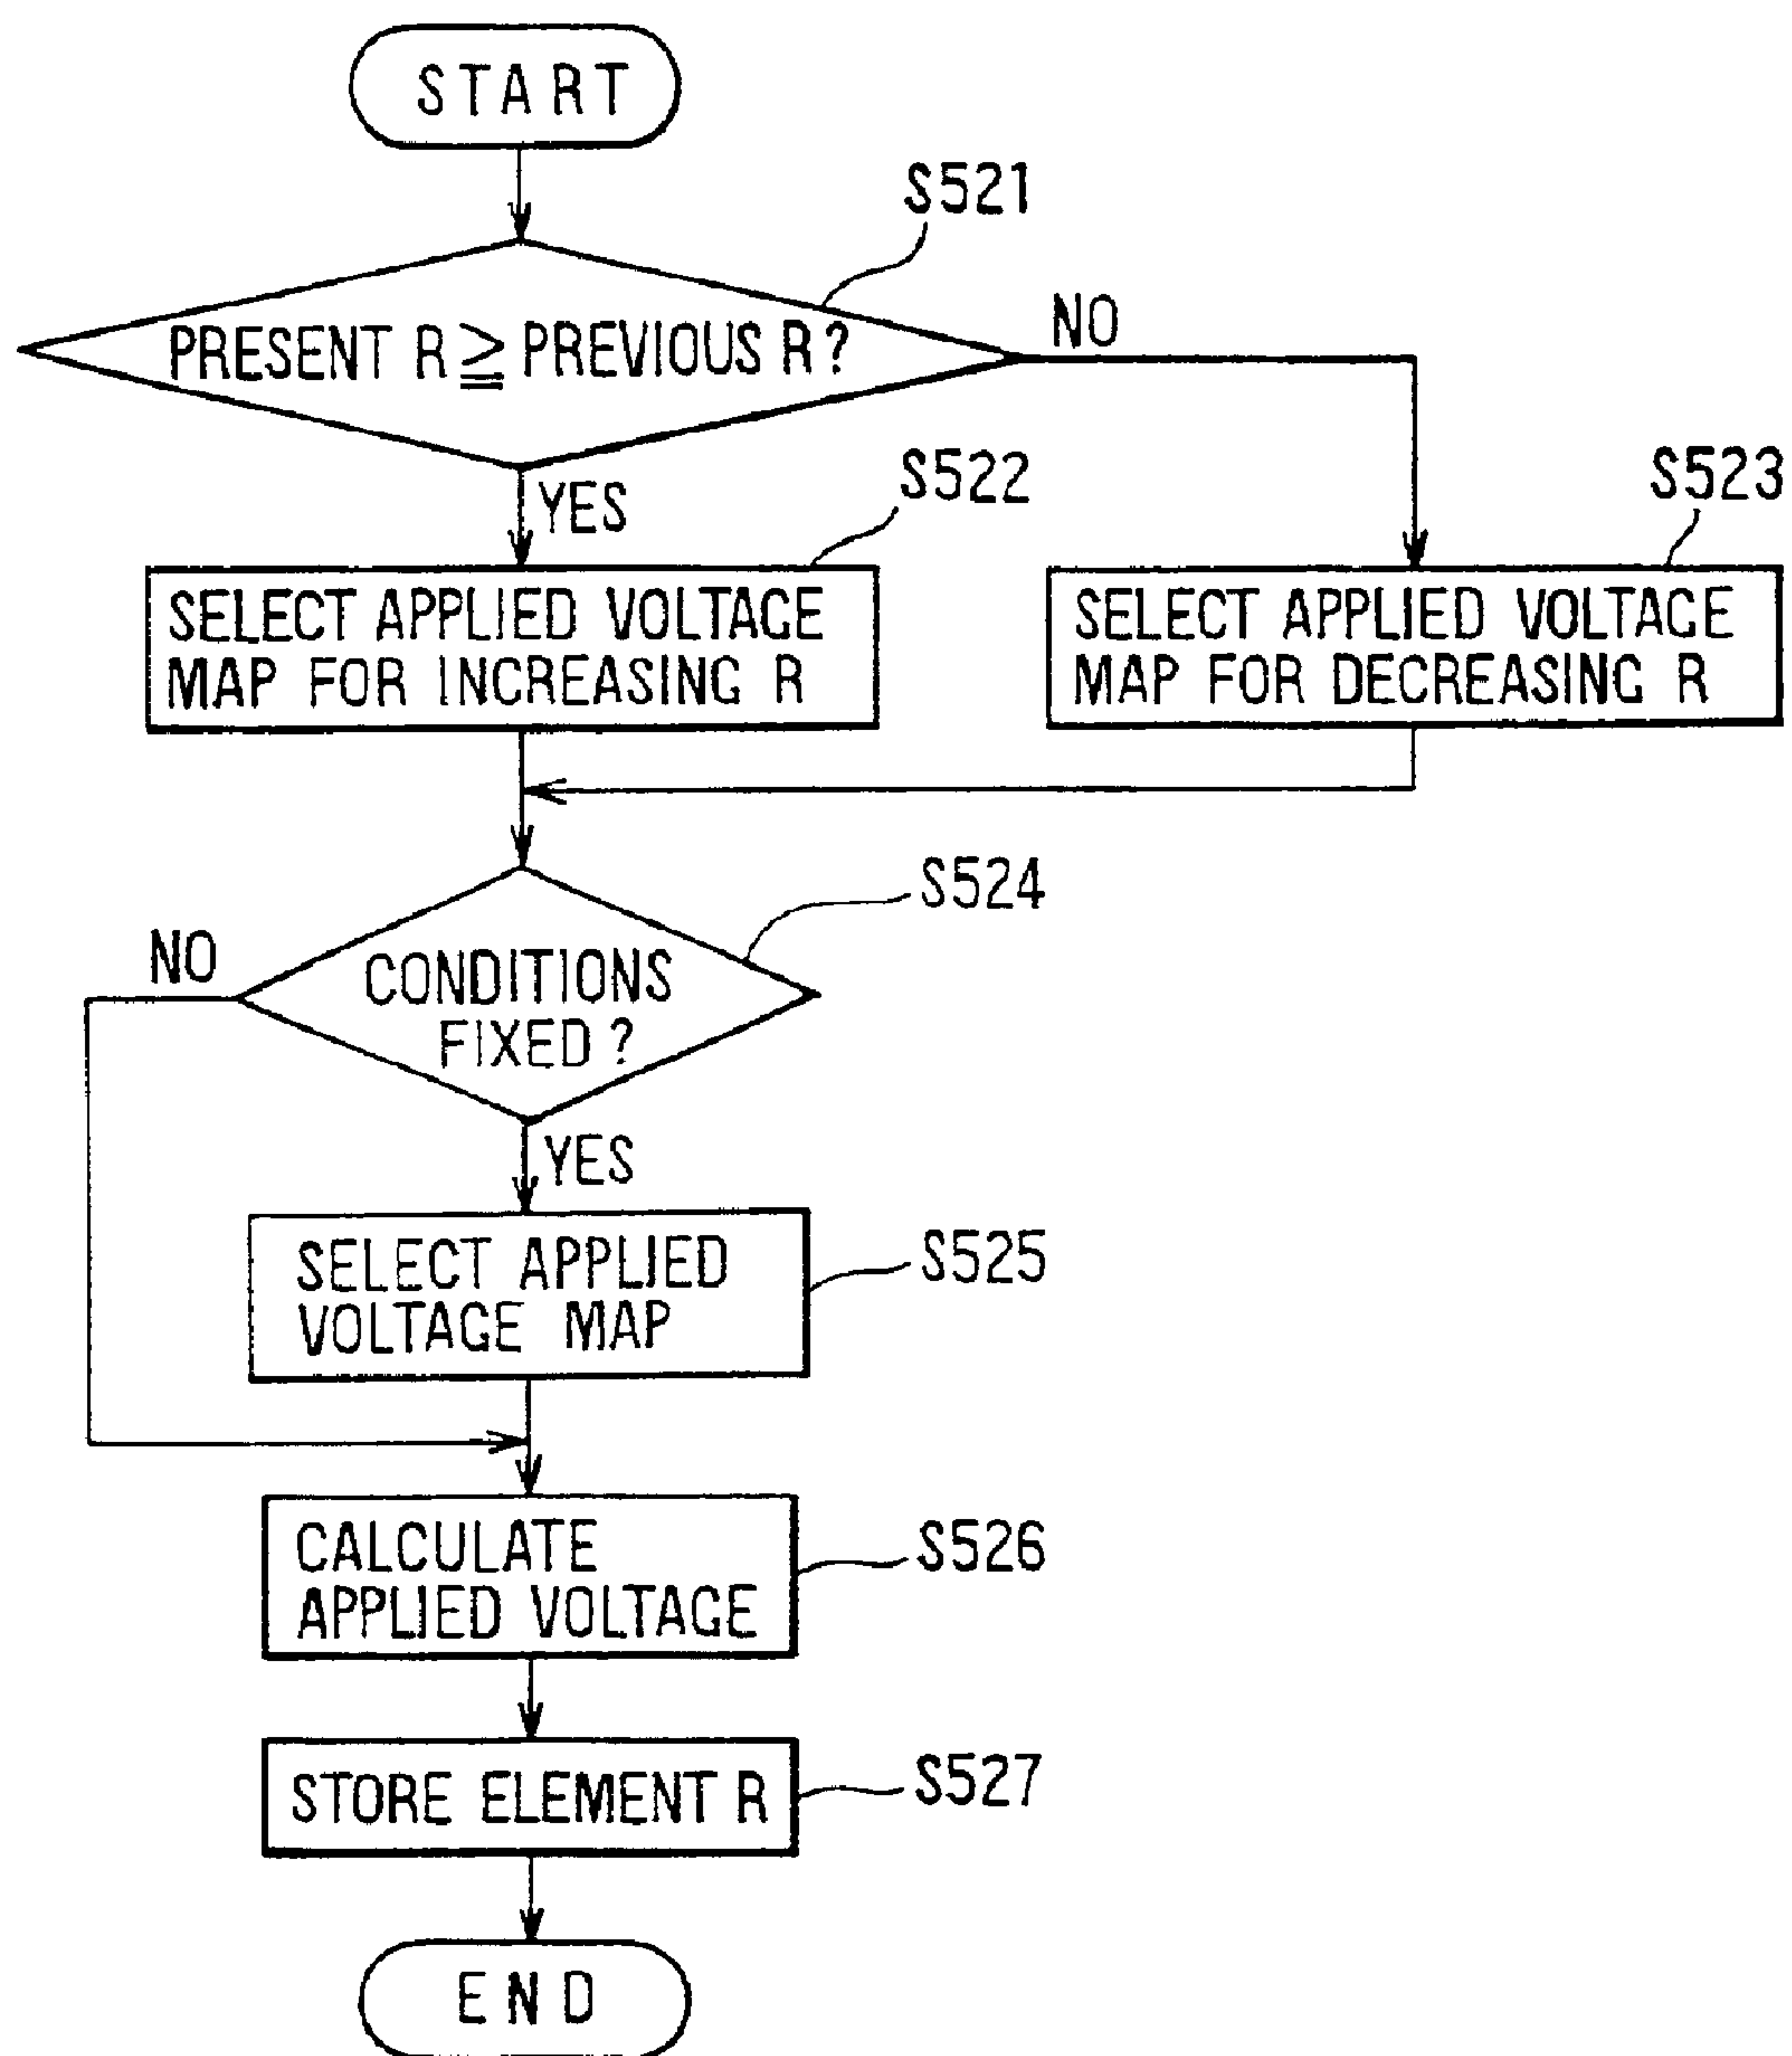 START
S521
PRESENT R ≧ PREVIOUS R?
NO
YES
S522
S523
SELECT APPLIED VOLTAGE
MAP FOR INCREASING R
SELECT APPLIED VOLTAGE
MAP FOR DECREASING R
S524
NO
CONDITIONS
FIXED?
YES
SELECT APPLIED
VOLTAGE MAP
S525
CALCULATE
APPLIED VOLTAGE
S526
STORE ELEMENT R
S527
END